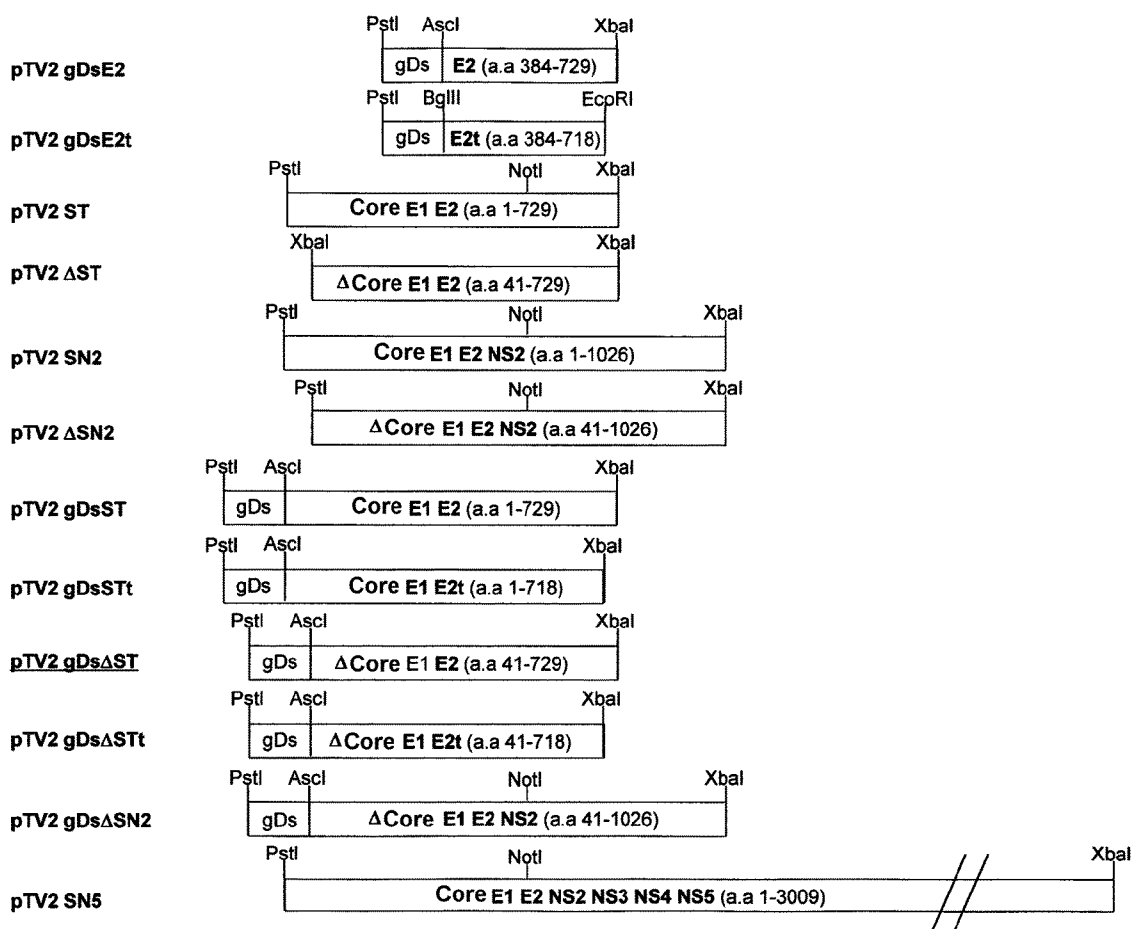 PstI AscI XbaI
pTV2 gDsE2 gDs E2 (a.a 384-729)
PstI BglII EcoRI
pTV2 gDsE2t gDs E2t (a.a 384-718)
PstI NotI XbaI
pTV2 ST Core E1 E2 (a.a 1-729)
XbaI XbaI
pTV2 ΔST ΔCore E1 E2 (a.a 41-729)
PstI NotI XbaI
pTV2 SN2 Core E1 E2 NS2 (a.a 1-1026)
PstI NotI XbaI
pTV2 ΔSN2 ΔCore E1 E2 NS2 (a.a 41-1026)
PstI AscI XbaI
pTV2 gDsST gDs Core E1 E2 (a.a 1-729)
PstI AscI XbaI
pTV2 gDsSTt gDs Core E1 E2t (a.a 1-718)
PstI AscI XbaI
pTV2 gDsΔST gDs ΔCore E1 E2 (a.a 41-729)
PstI AscI XbaI
pTV2 gDsΔSTt gDs ΔCore E1 E2t (a.a 41-718)
PstI AscI NotI XbaI
pTV2 gDsΔSN2 gDs ΔCore E1 E2 NS2 (a.a 41-1026)
PstI NotI XbaI
pTV2 SN5 Core E1 E2 NS2 NS3 NS4 NS5 (a.a 1-3009)